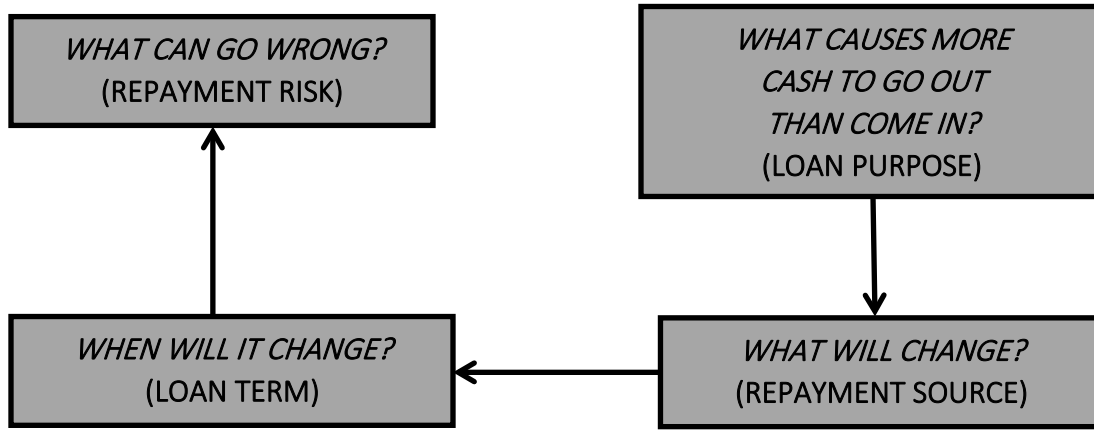 WHAT CAN GO WRONG?
(REPAYMENT RISK)
WHAT CAUSES MORE
CASH TO GO OUT
THAN COME IN?
(LOAN PURPOSE)
WHEN WILL IT CHANGE?
(LOAN TERM)
WHAT WILL CHANGE?
(REPAYMENT SOURCE)